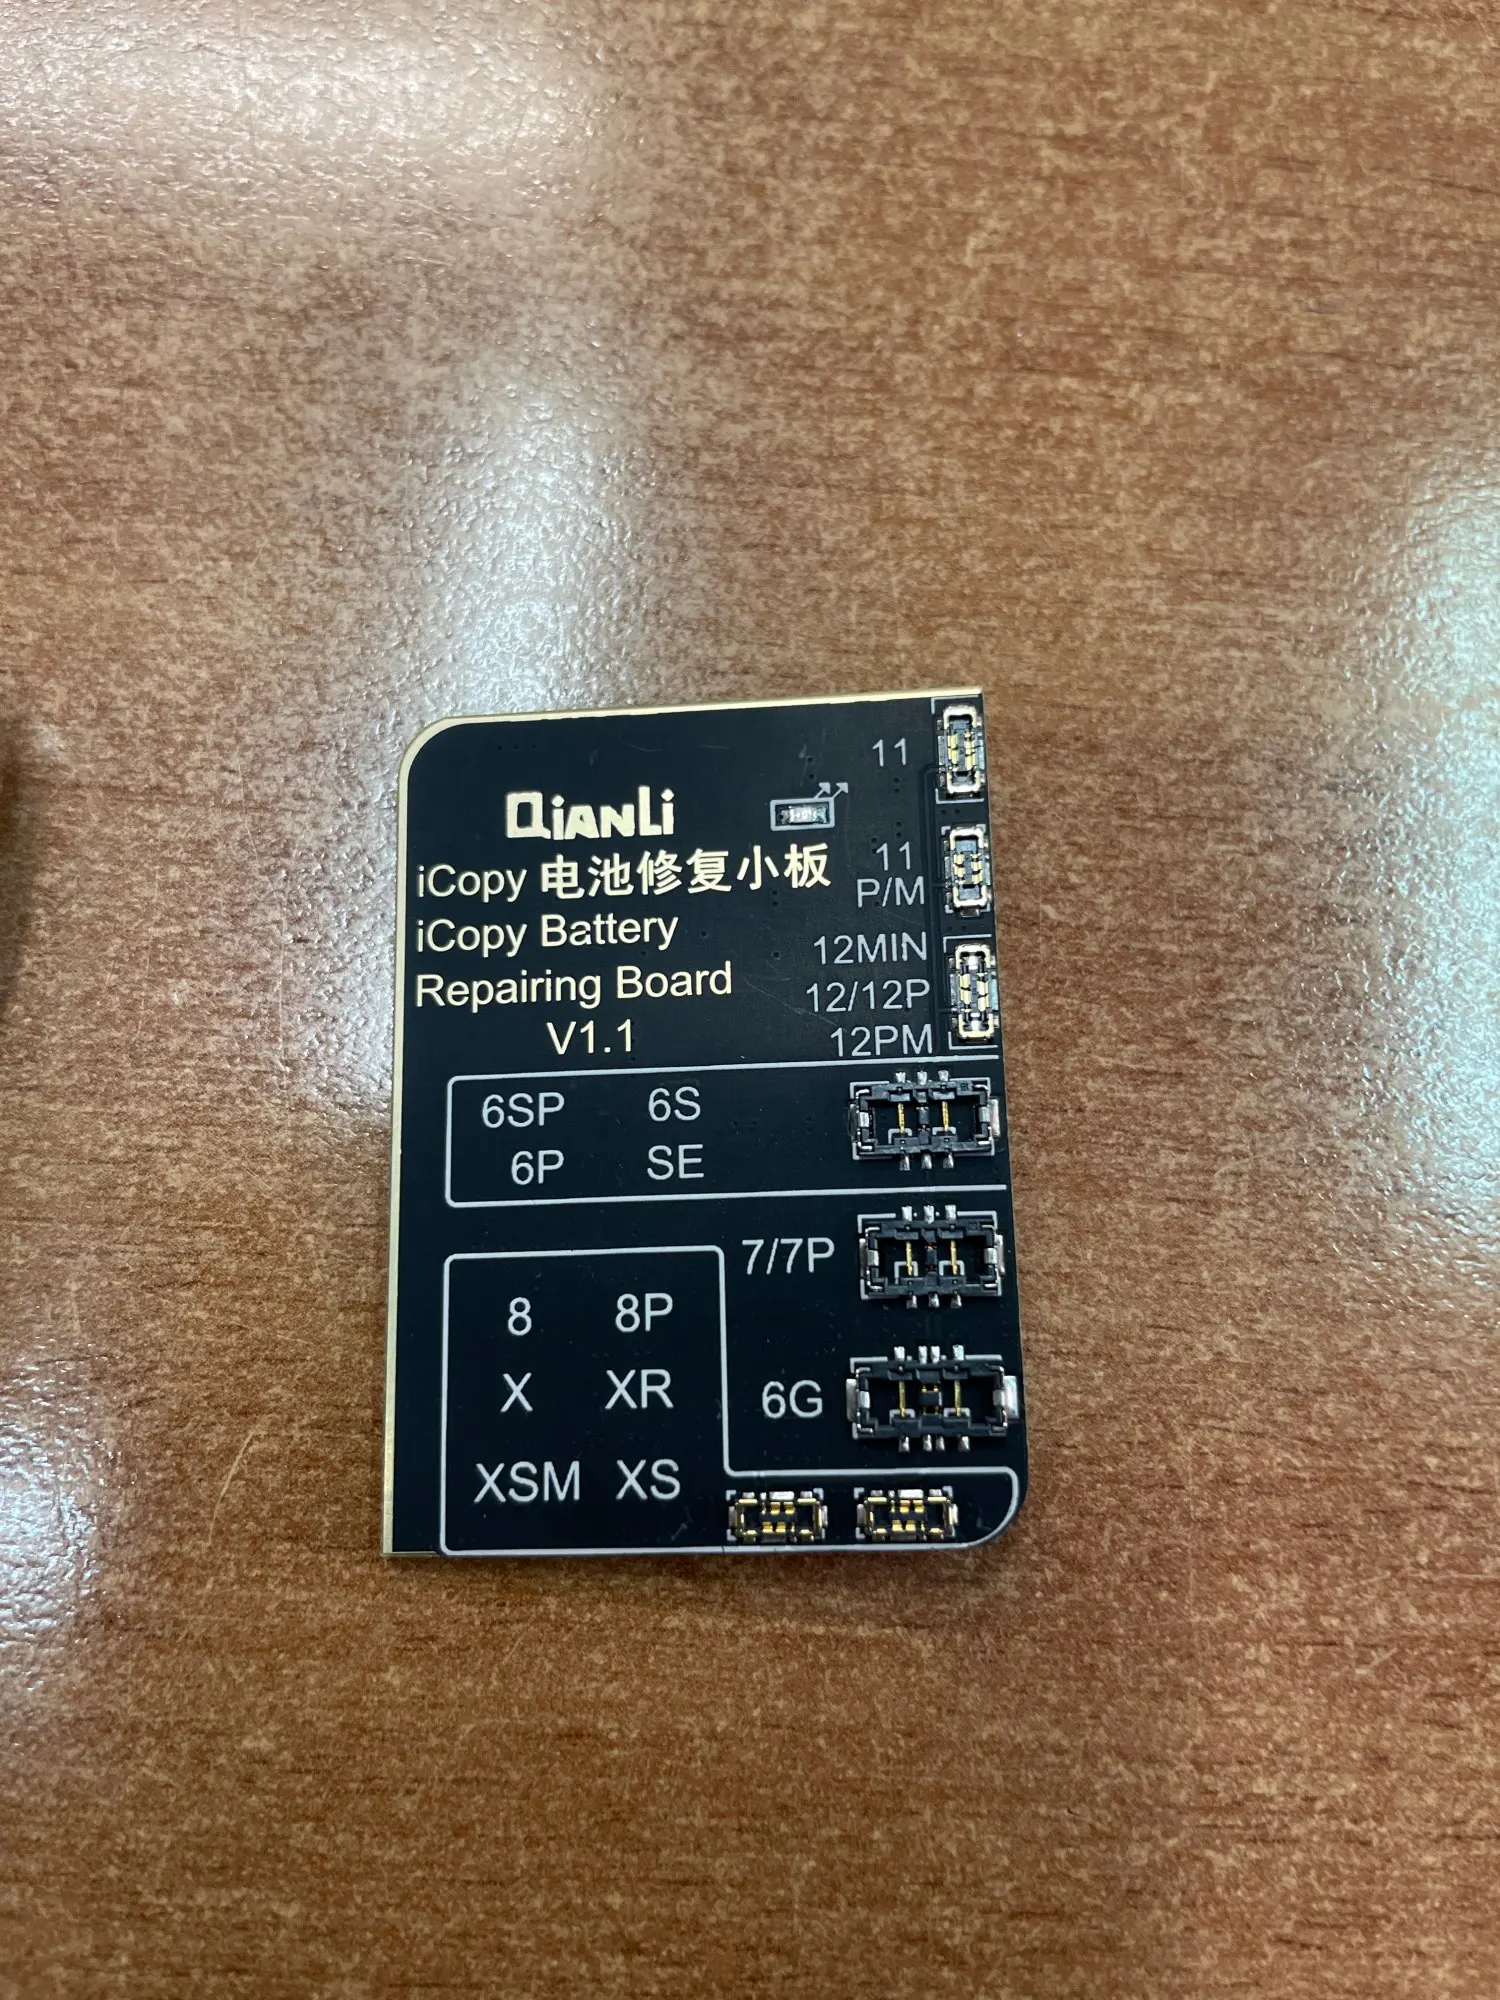 QiANLi
11
iCopy 电池修复小板
11
P/M
iCopy Battery
12MIN
Repairing Board
12/12P
V1.1
12PM
6SP 6S
6P SE
7/7P
8 8P
X XR
6G
XSM XS